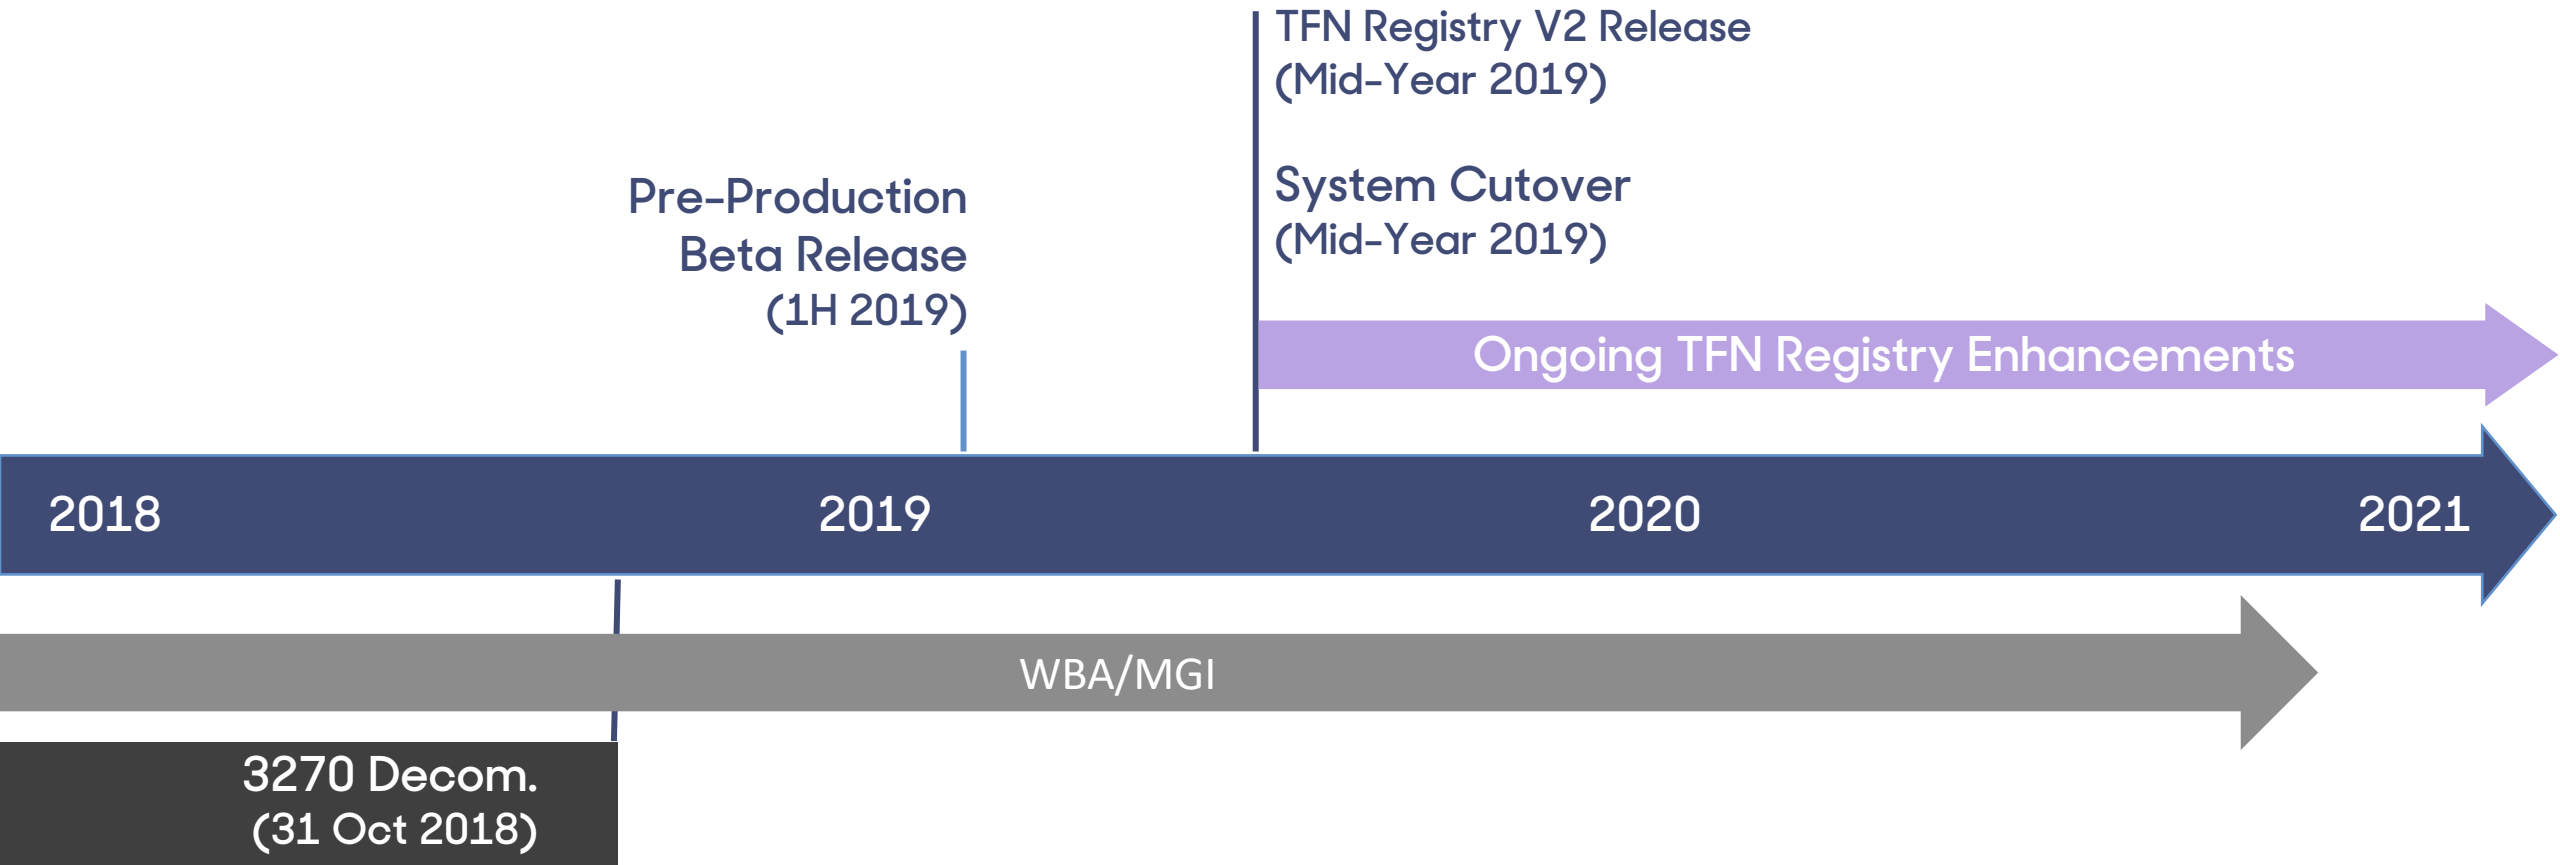 TFN Registry V2 Release
(Mid-Year 2019)
System Cutover
(Mid-Year 2019)
Pre-Production
Beta Release
(1H 2019)
Ongoing TFN Registry Enhancements
2018 2019 2020 2021
WBA/MGI
3270 Decom.
(31 Oct 2018)